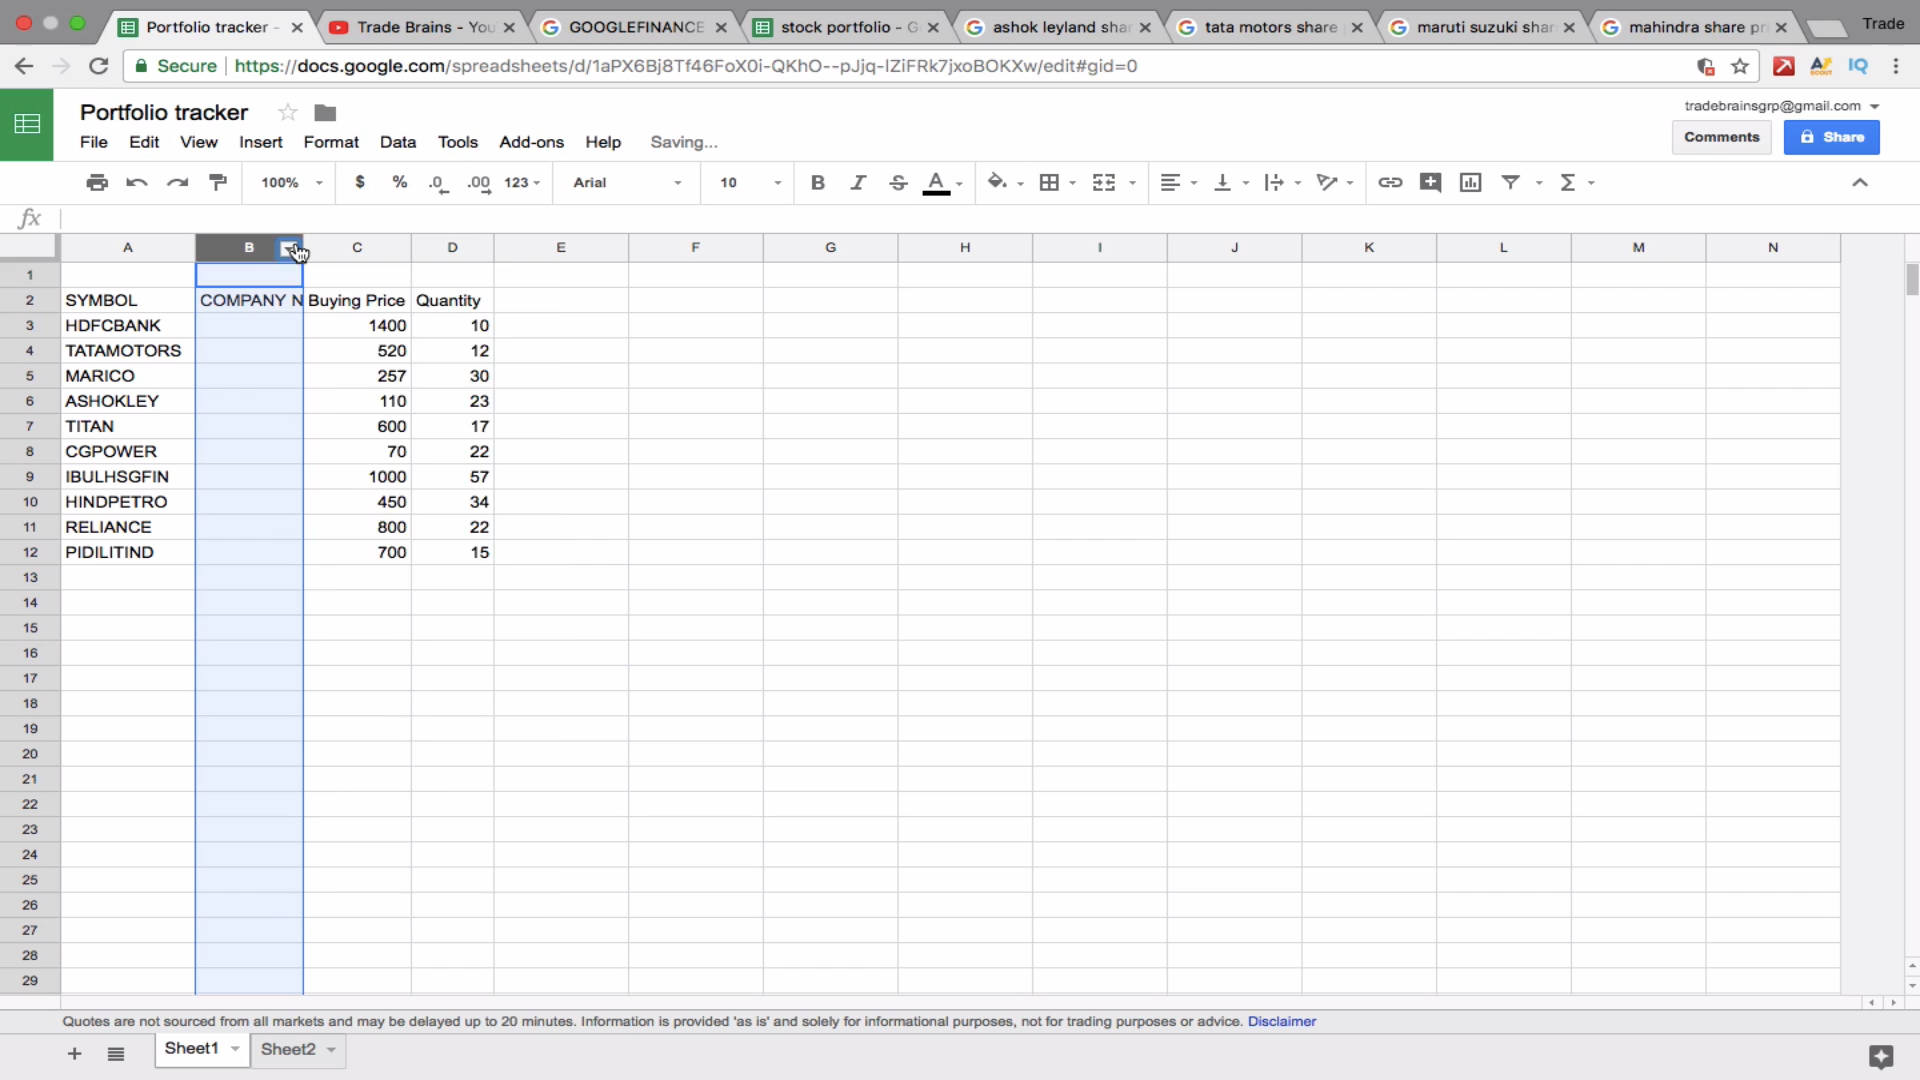 Portfolio tracker -
Trade Brains - You
GOOGLEFINANCE
stock portfolio - G
ashok leyland shar
tata motors share
maruti suzuki shar
mahindra share pri
Trade
Secure
https://docs.google.com/spreadsheets/d/1aPX6Bj8Tf46FoX0i-QKhO--pJjq-IZiFRk7jxoBOKXw/edit#gid=0
IQ
Portfolio tracker
tradebrainsgrp@gmail.com
File Edit View Insert Format Data Tools Add-ons Help Saving...
Comments
Share
100% $ % .0 .00 123 Arial 10 B I S A Σ
fx
A B C D E F G H I J K L M N
1
2 SYMBOL COMPANY N Buying Price Quantity
3 HDFCBANK 1400 10
4 TATAMOTORS 520 12
5 MARICO 257 30
6 ASHOKLEY 110 23
7 TITAN 600 17
8 CGPOWER 70 22
9 IBULHSGFIN 1000 57
10 HINDPETRO 450 34
11 RELIANCE 800 22
12 PIDILITIND 700 15
13
14
15
16
17
18
19
20
21
22
23
24
25
26
27
28
29
Quotes are not sourced from all markets and may be delayed up to 20 minutes. Information is provided 'as is' and solely for informational purposes, not for trading purposes or advice. Disclaimer
Sheet1 Sheet2